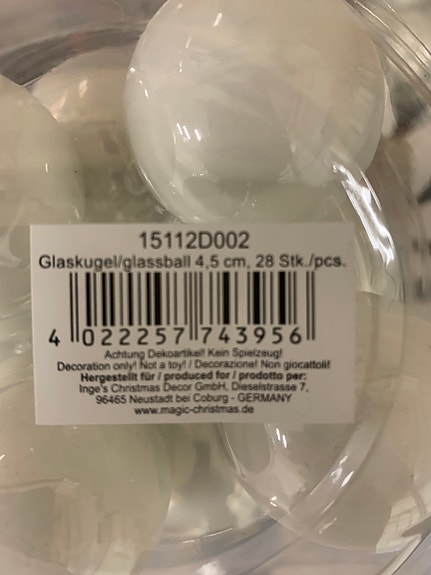 15112D002
Glaskugel/glassball 4,5 cm, 28 Stk./pcs.
4 022257 743956
Achtung Dekoartikel! Kein Spielzeug!
Decoration only! Not a toy! / Decorazione! Non giocattoli!
Hergestellt für / produced for / prodotto per:
Inge's Christmas Decor GmbH, Dieselstrasse 7,
96465 Neustadt bei Coburg - GERMANY
www.magic-christmas.de